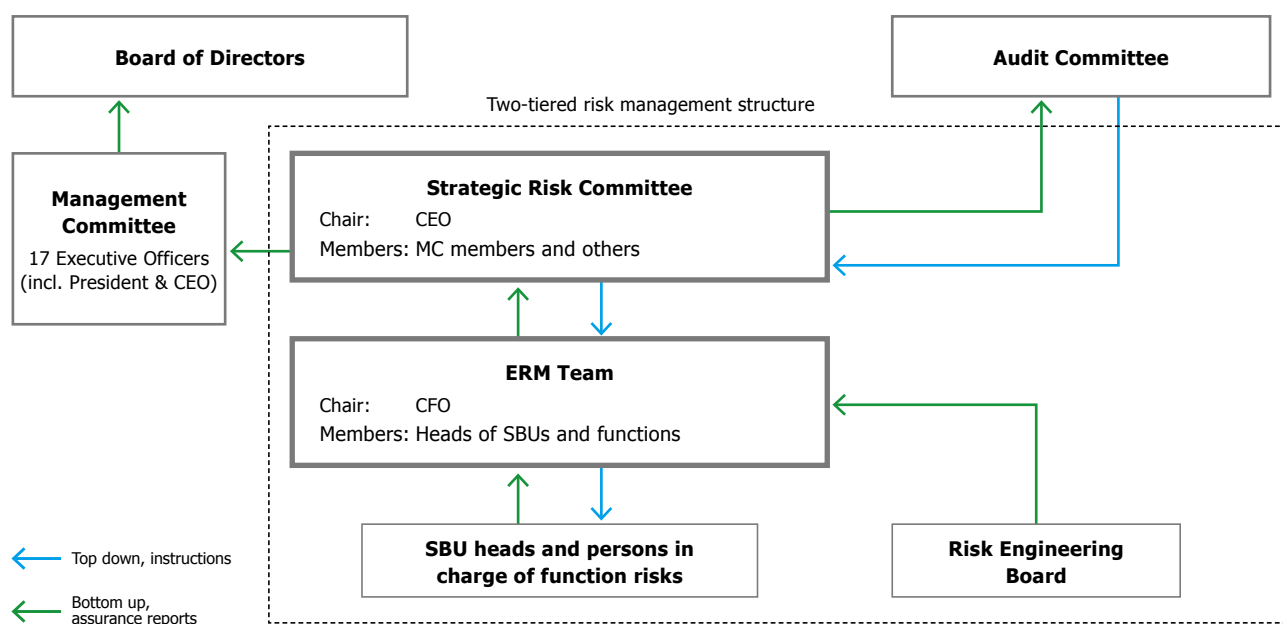 Board of Directors
Audit Committee
Two-tiered risk management structure
Management
Committee
17 Executive Officers
(incl. President & CEO)
Strategic Risk Committee
Chair: CEO
Members: MC members and others
ERM Team
Chair: CFO
Members: Heads of SBUs and functions
SBU heads and persons in
charge of function risks
Risk Engineering
Board
Top down, instructions
Bottom up,
assurance reports